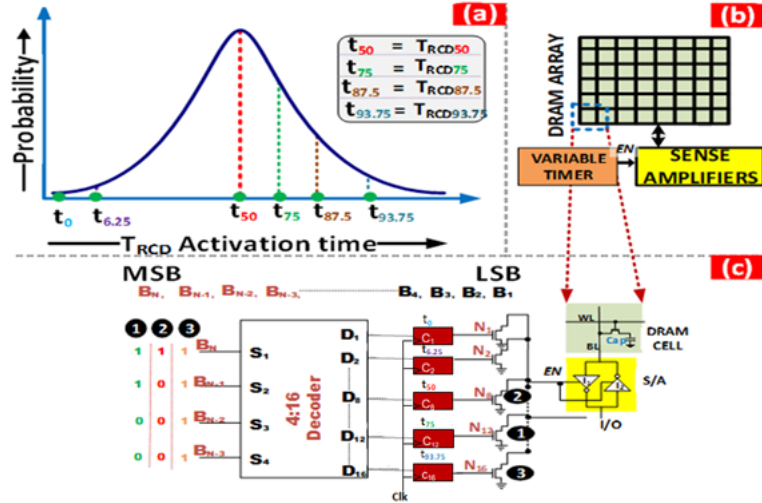 (a)
Probability
t50 = TRCD50
t75 = TRCD75
t87.5 = TRCD87.5
t93.75 = TRCD93.75
t0
t6.25
t50
t75
t87.5
t93.75
TRCD Activation time
(b)
DRAM ARRAY
VARIABLE TIMER
EN
SENSE AMPLIFIERS
(c)
MSB
LSB
BN, BN-1, BN-2, BN-3,
B4, B3, B2, B1
1 2 3
1 1 1 BN
1 0 1 BN-1
0 0 1 BN-2
0 0 1 BN-3
S1
S2
S3
S4
4:16 Decoder
D1
D2
D8
D12
D16
t0
C1
t6.25
C2
t50
C8
t75
C12
t93.75
C16
Clk
N1
N2
N8
2
N12
1
N16
3
WL
Cap
BL
DRAM CELL
EN
S/A
I/O